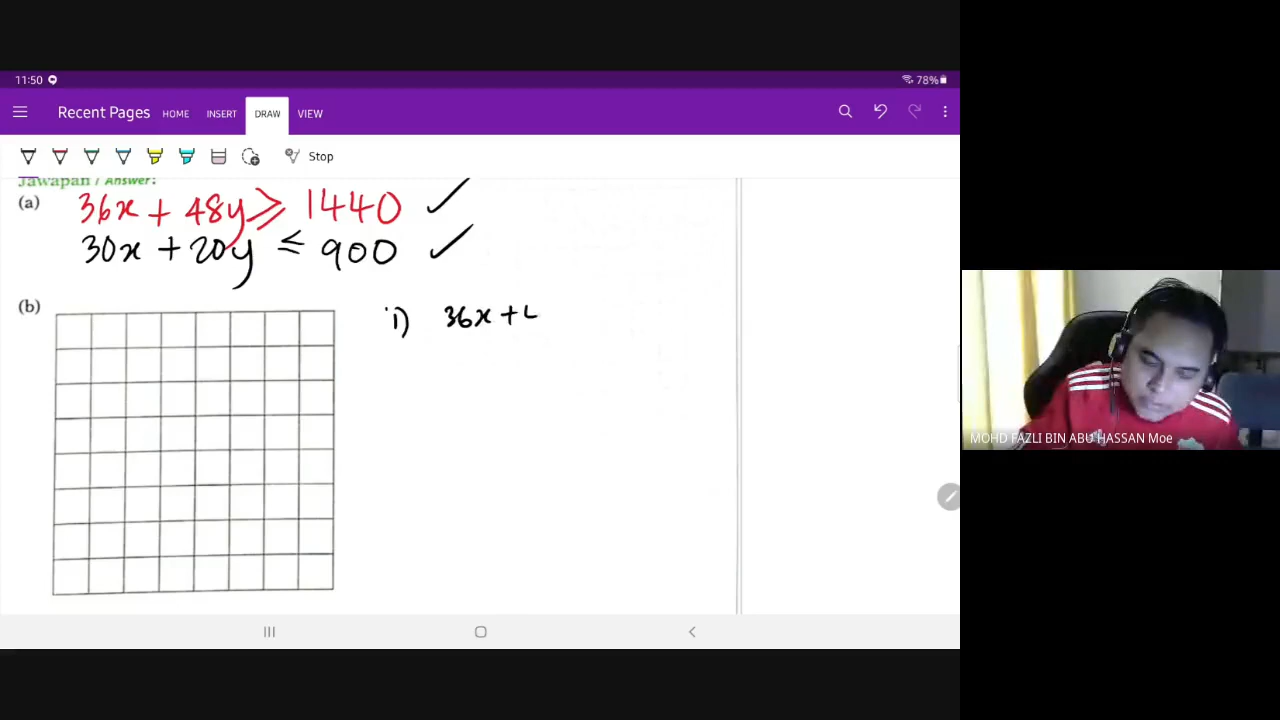 11:50 78%
Recent Pages HOME INSERT DRAW VIEW
Stop
Jawapan / Answer:
(a) 36x + 48y ≥ 1440 ✓
30x + 20y ≤ 900 ✓
(b) i) 36x + L
MOHD FAZLI BIN ABU HASSAN Moe